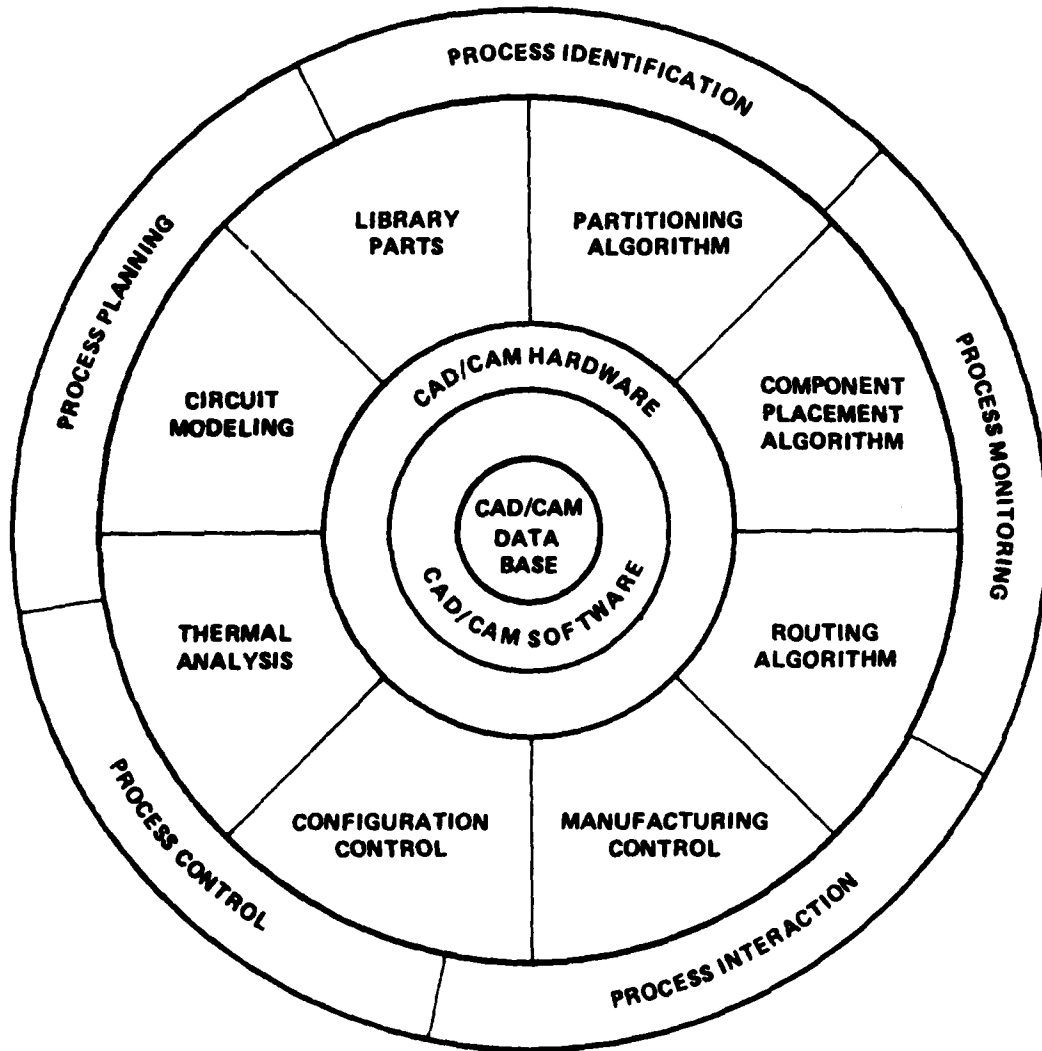 PROCESS IDENTIFICATION
PROCESS PLANNING
PROCESS MONITORING
PROCESS CONTROL
PROCESS INTERACTION
LIBRARY
PARTS
PARTITIONING
ALGORITHM
CIRCUIT
MODELING
COMPONENT
PLACEMENT
ALGORITHM
THERMAL
ANALYSIS
ROUTING
ALGORITHM
CONFIGURATION
CONTROL
MANUFACTURING
CONTROL
CAD/CAM HARDWARE
CAD/CAM
DATA
BASE
CAD/CAM SOFTWARE